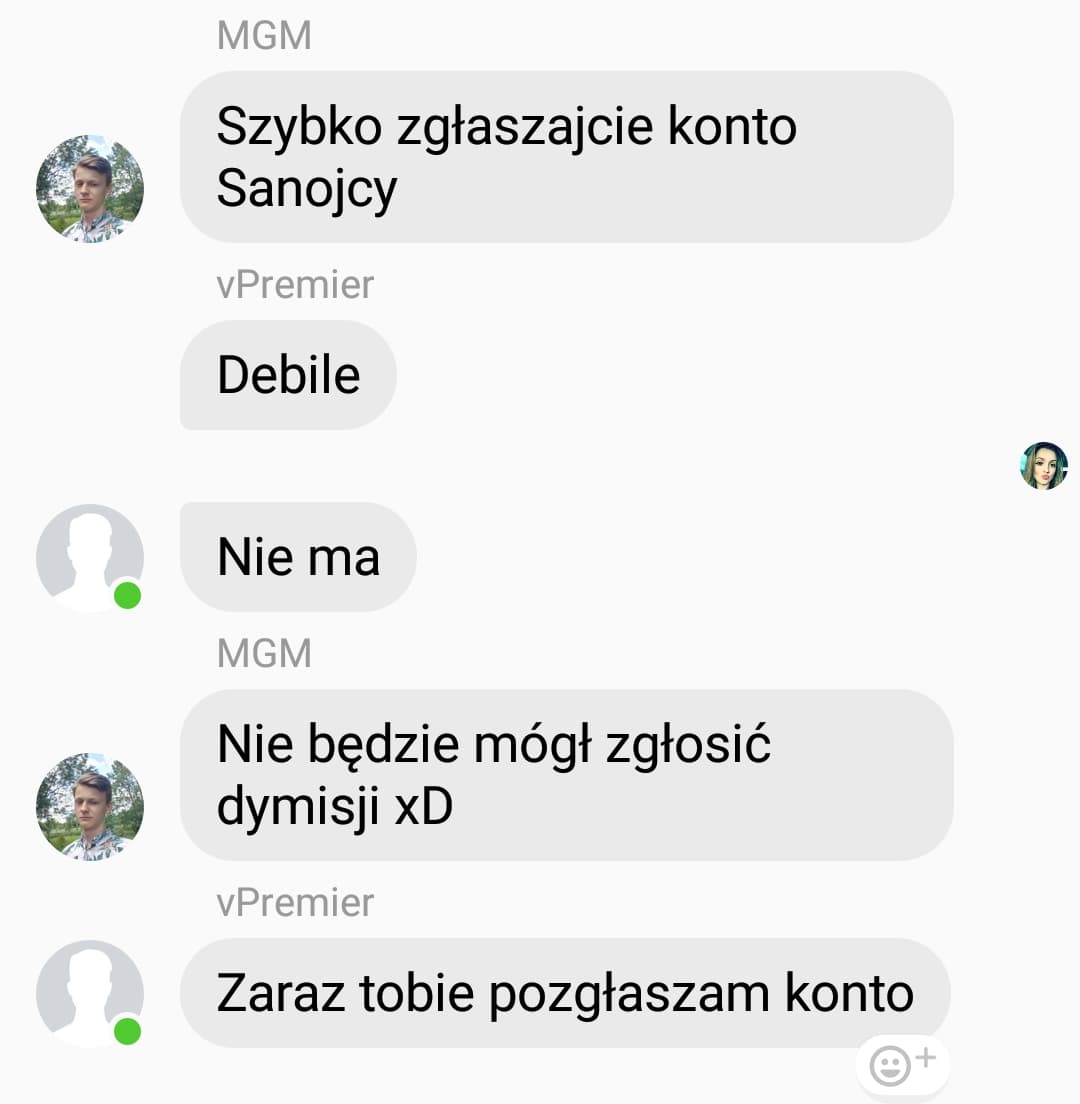 MGM
Szybko zgłaszajcie konto
Sanojcy
vPremier
Debile
Nie ma
MGM
Nie będzie mógł zgłosić
dymisji xD
vPremier
Zaraz tobie pozgłaszam konto